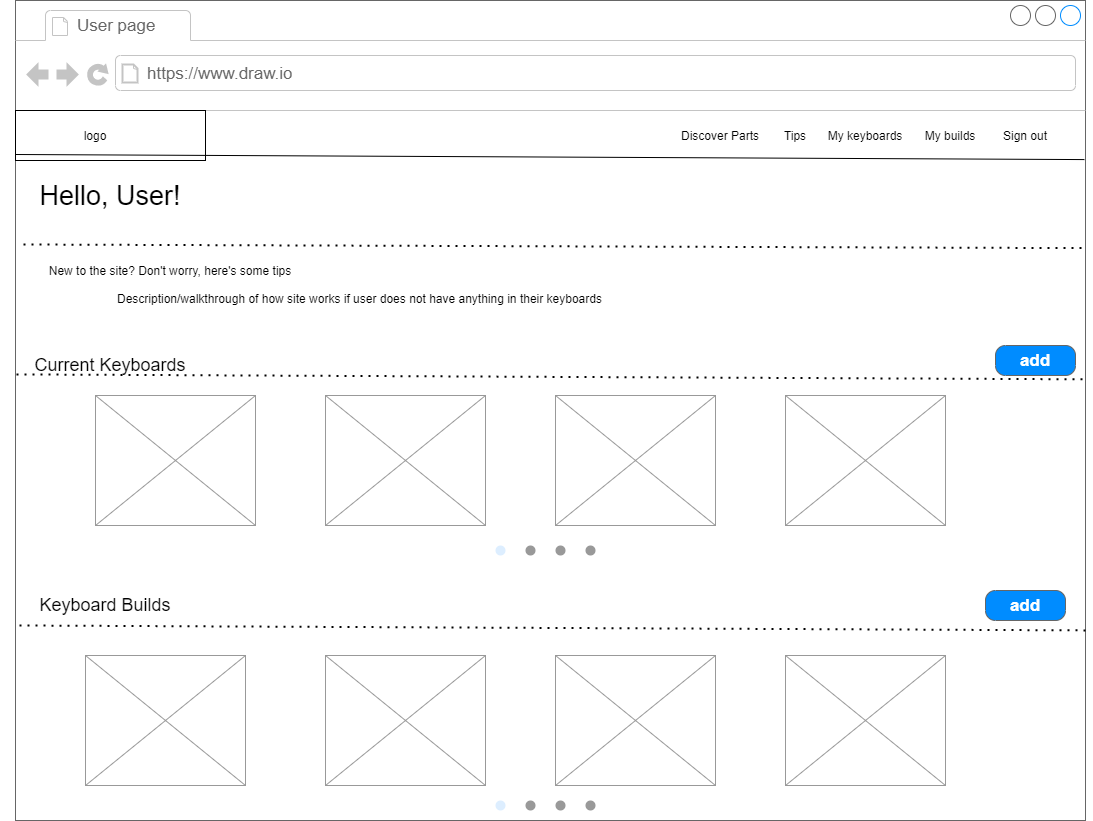 User page
https://www.draw.io
logo
Discover Parts
Tips
My keyboards
My builds
Sign out
Hello, User!
New to the site? Don't worry, here's some tips
Description/walkthrough of how site works if user does not have anything in their keyboards
Current Keyboards
add
Keyboard Builds
add